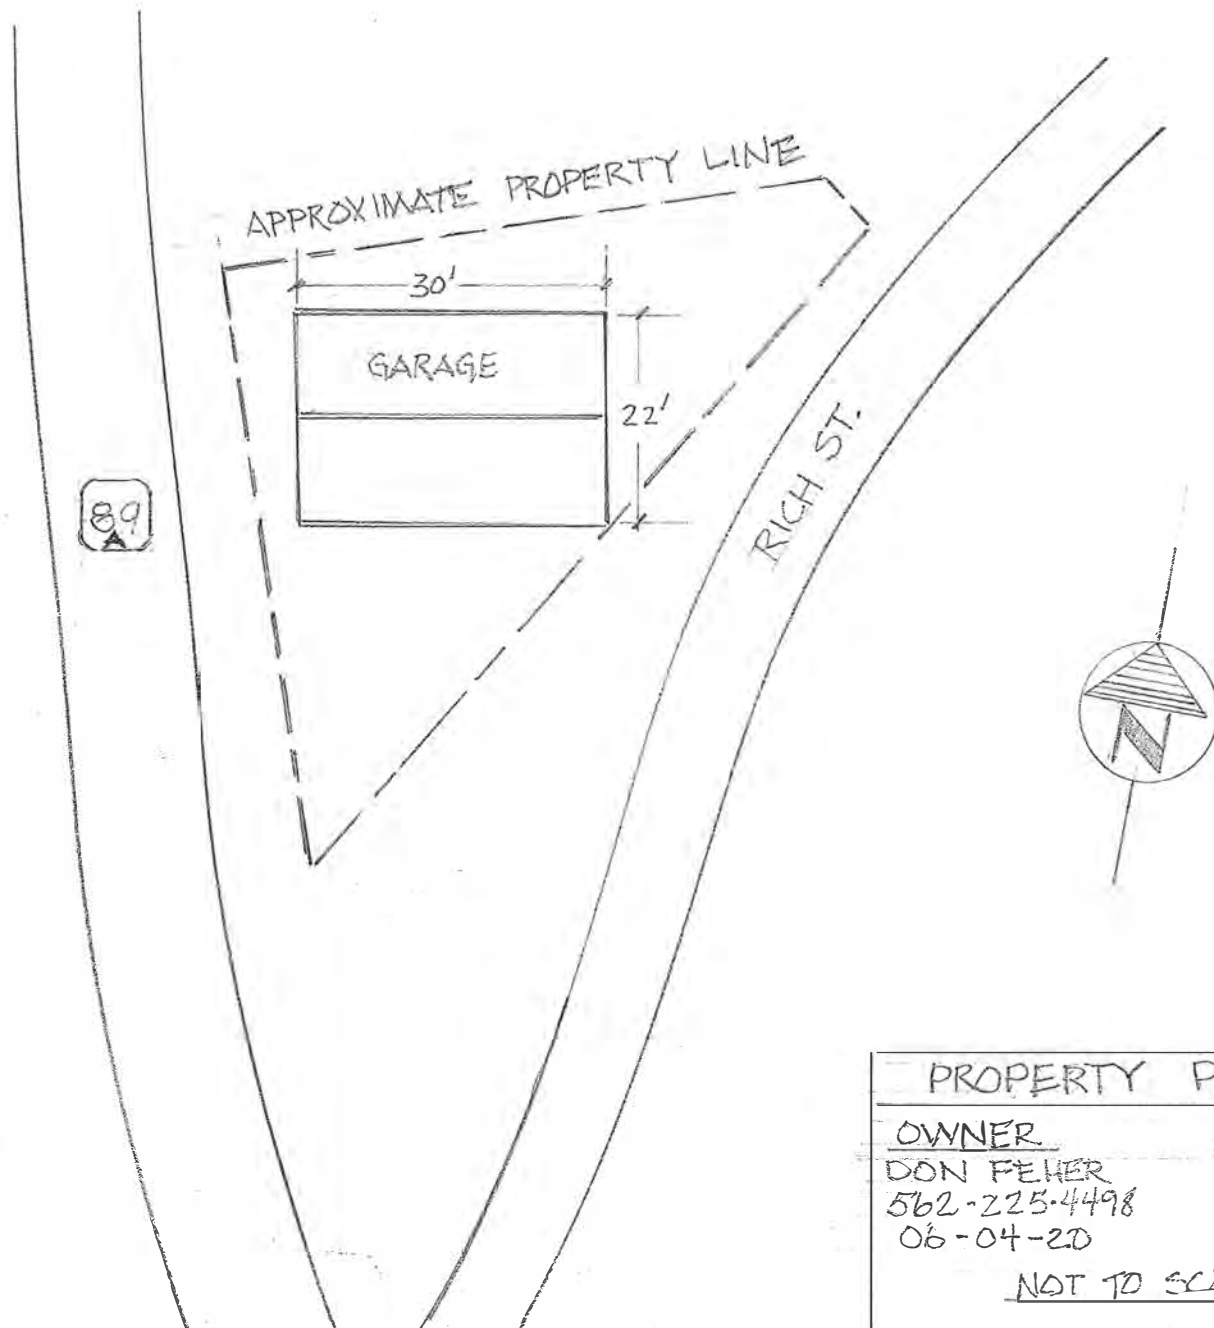 APPROXIMATE PROPERTY LINE
30'
GARAGE
22'
89
RICH ST.
N
PROPERTY P
OWNER
DON FEHER
562-225-4498
06-04-20
NOT TO SCA